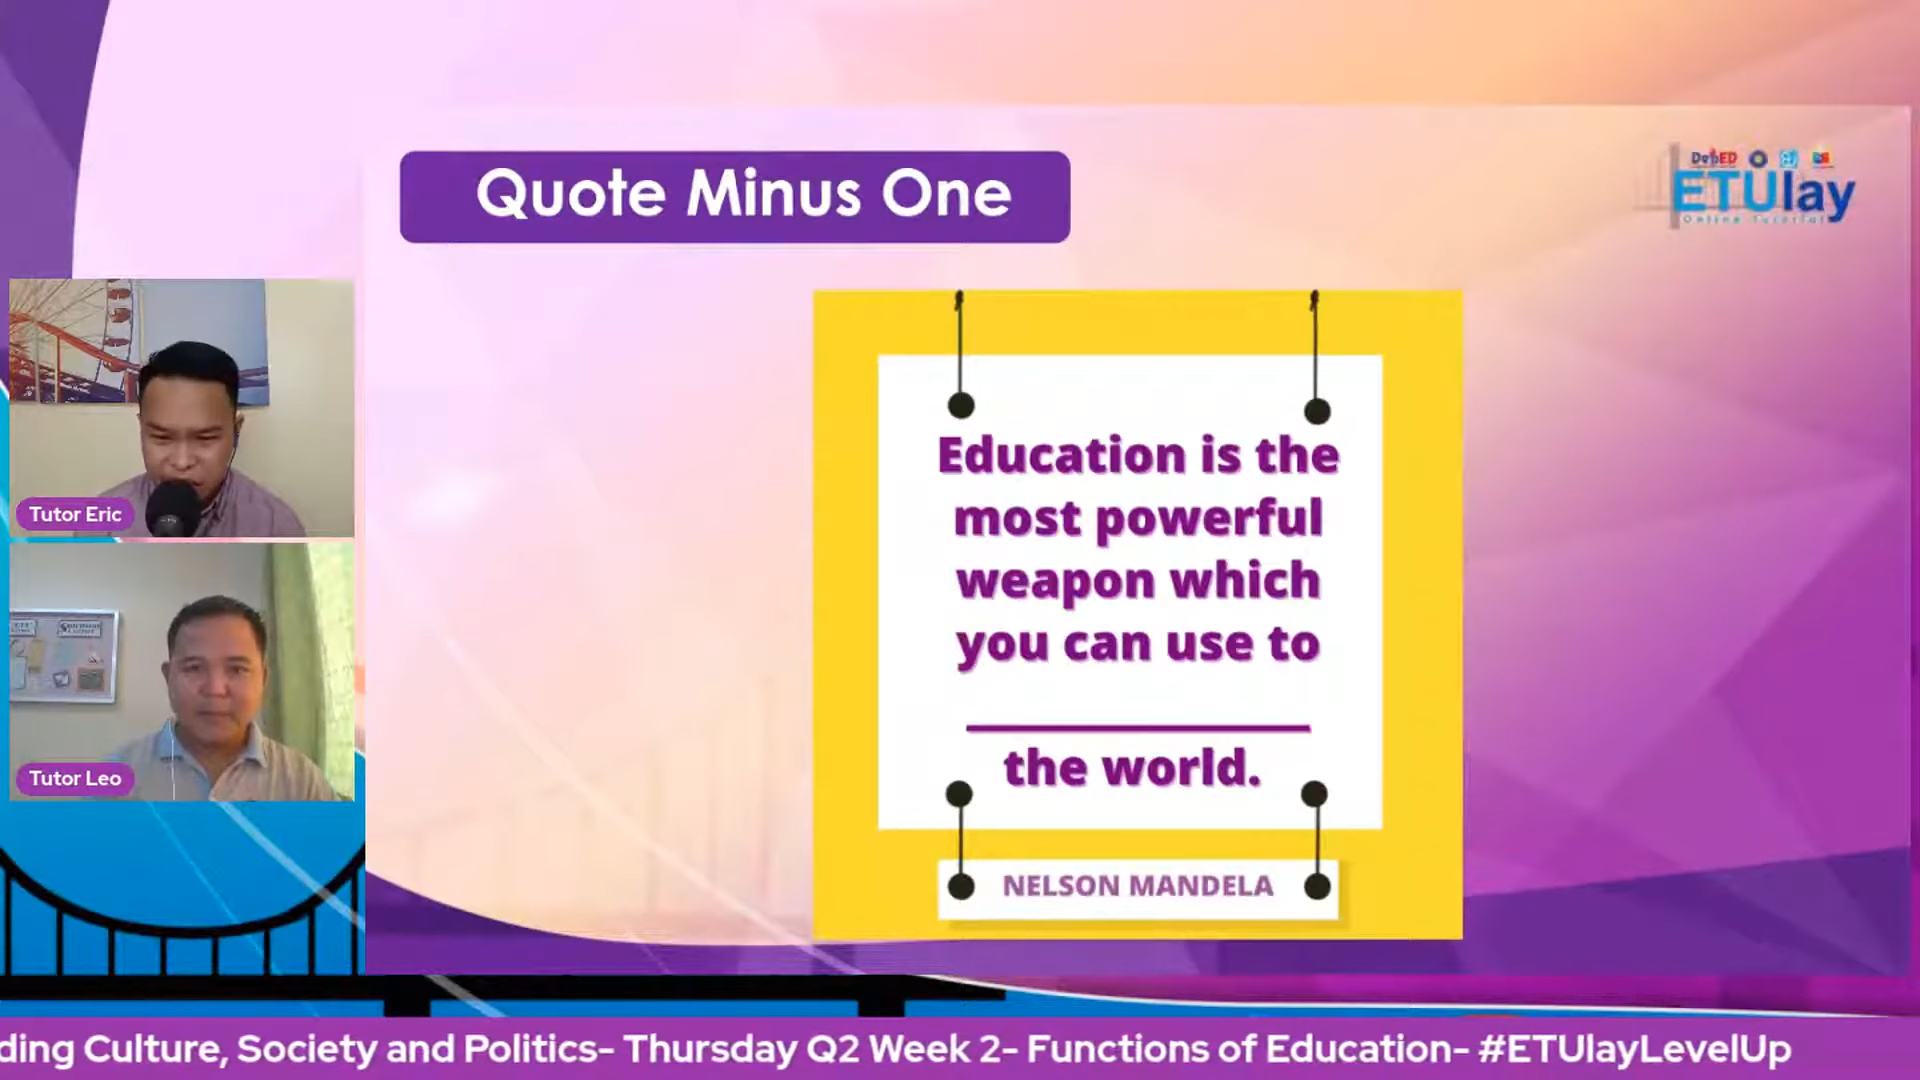 Quote Minus One
DepED
ETUlay
Online Tutorial
Education is the
most powerful
weapon which
you can use to
the world.
NELSON MANDELA
Tutor Eric
Tutor Leo
ding Culture, Society and Politics- Thursday Q2 Week 2- Functions of Education- #ETUlayLevelUp